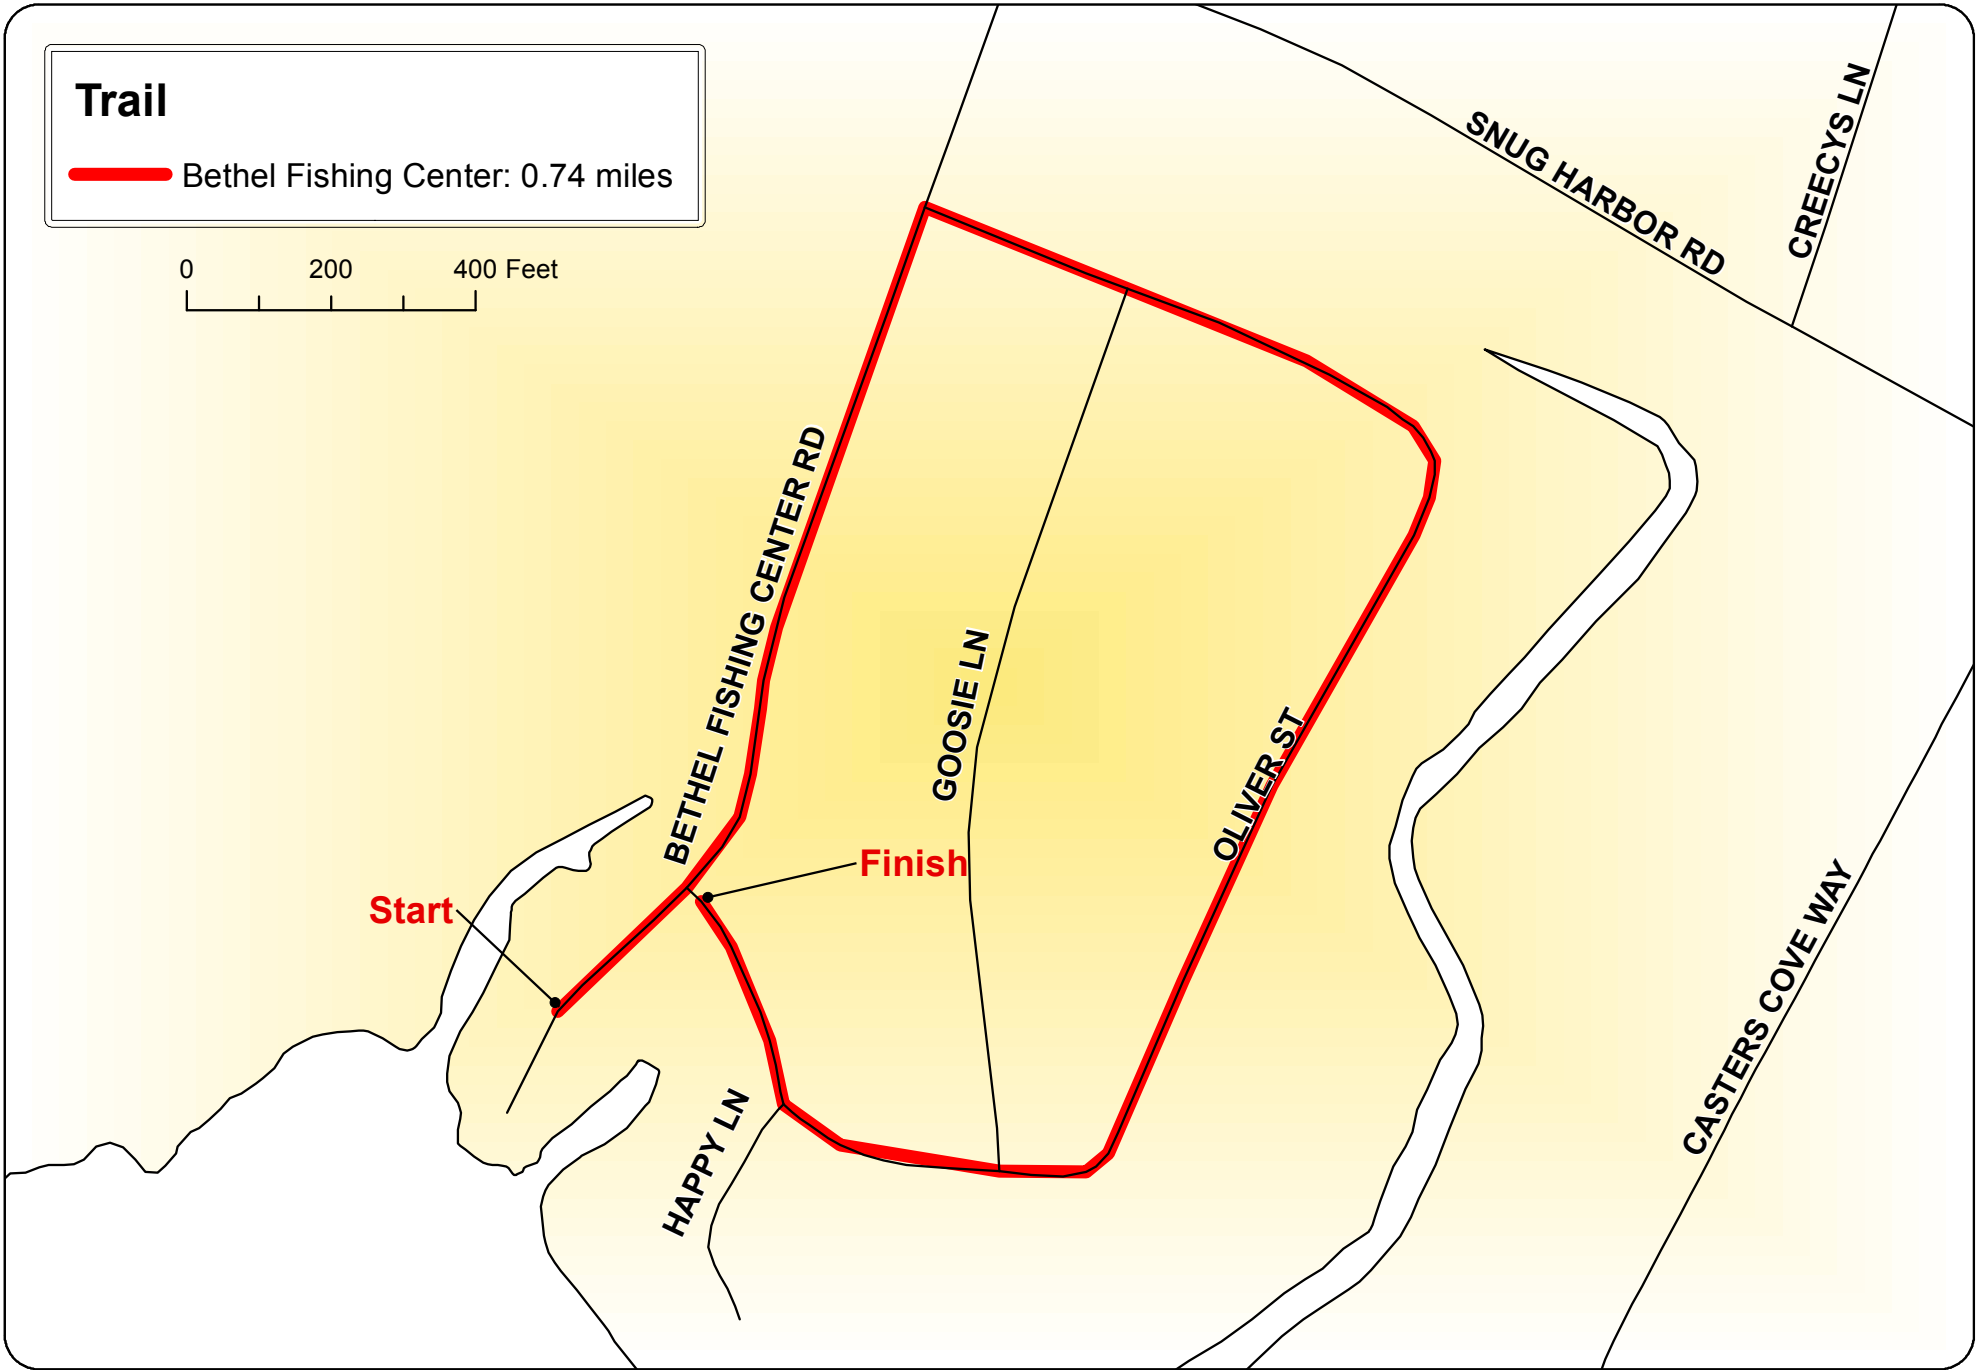 Trail
Bethel Fishing Center: 0.74 miles
0 200 400 Feet
SNUG HARBOR RD
CREECYS LN
BETHEL FISHING CENTER RD
GOOSIE LN
OLIVER ST
Finish
Start
CASTERS COVE WAY
HAPPY LN